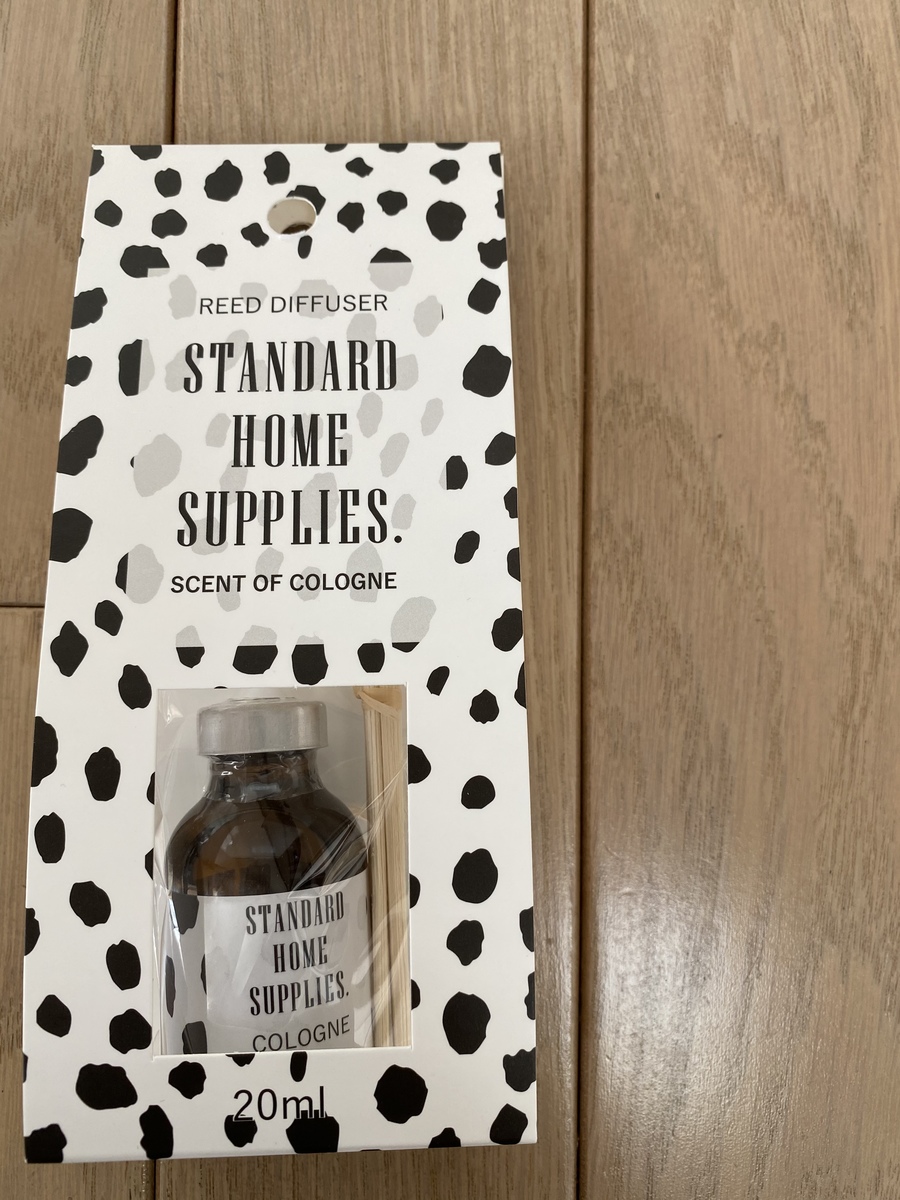 REED DIFFUSER
STANDARD
HOME
SUPPLIES.
SCENT OF COLOGNE
STANDARD
HOME
SUPPLIES.
COLOGNE
20ml